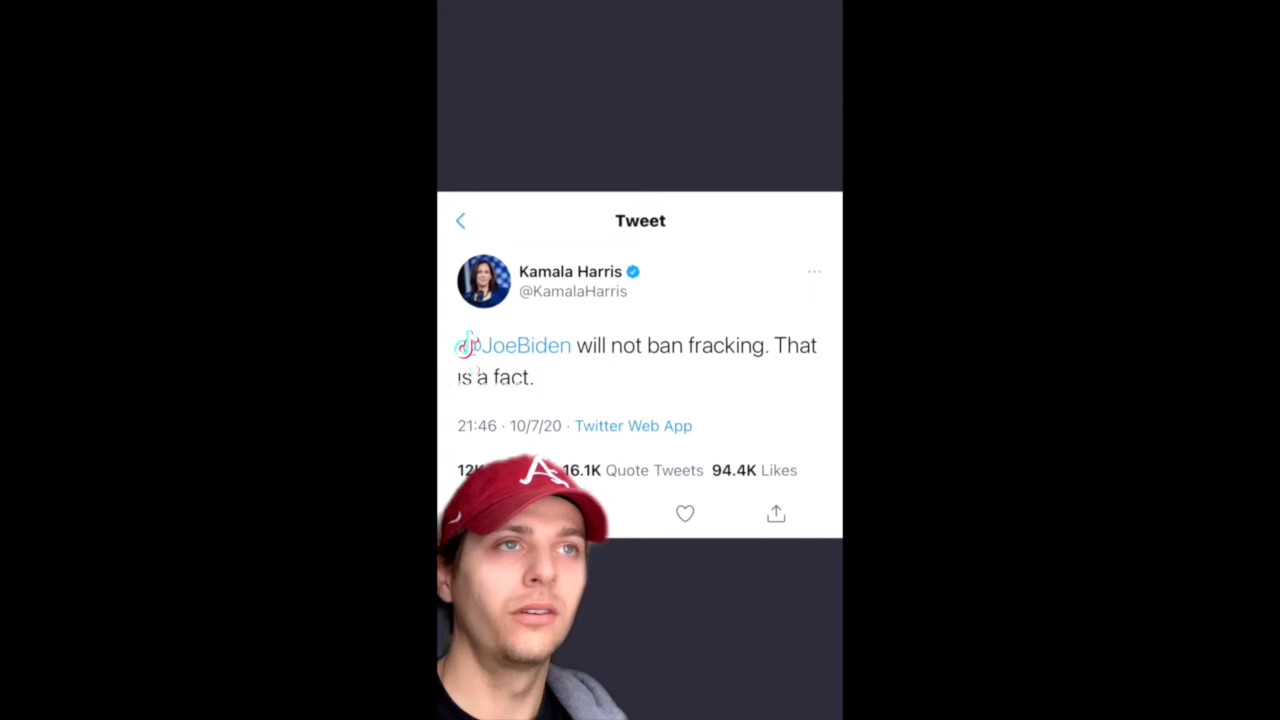 Tweet
Kamala Harris
@KamalaHarris
JoeBiden will not ban fracking. That
is a fact.
21:46 · 10/7/20 · Twitter Web App
16.1K Quote Tweets 94.4K Likes
A